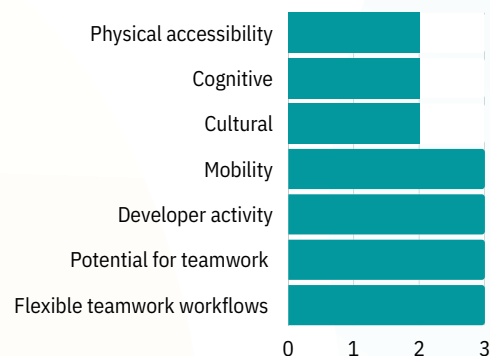 Physical accessibility
Cognitive
Cultural
Mobility
Developer activity
Potential for teamwork
Flexible teamwork workflows
0 1 2 3